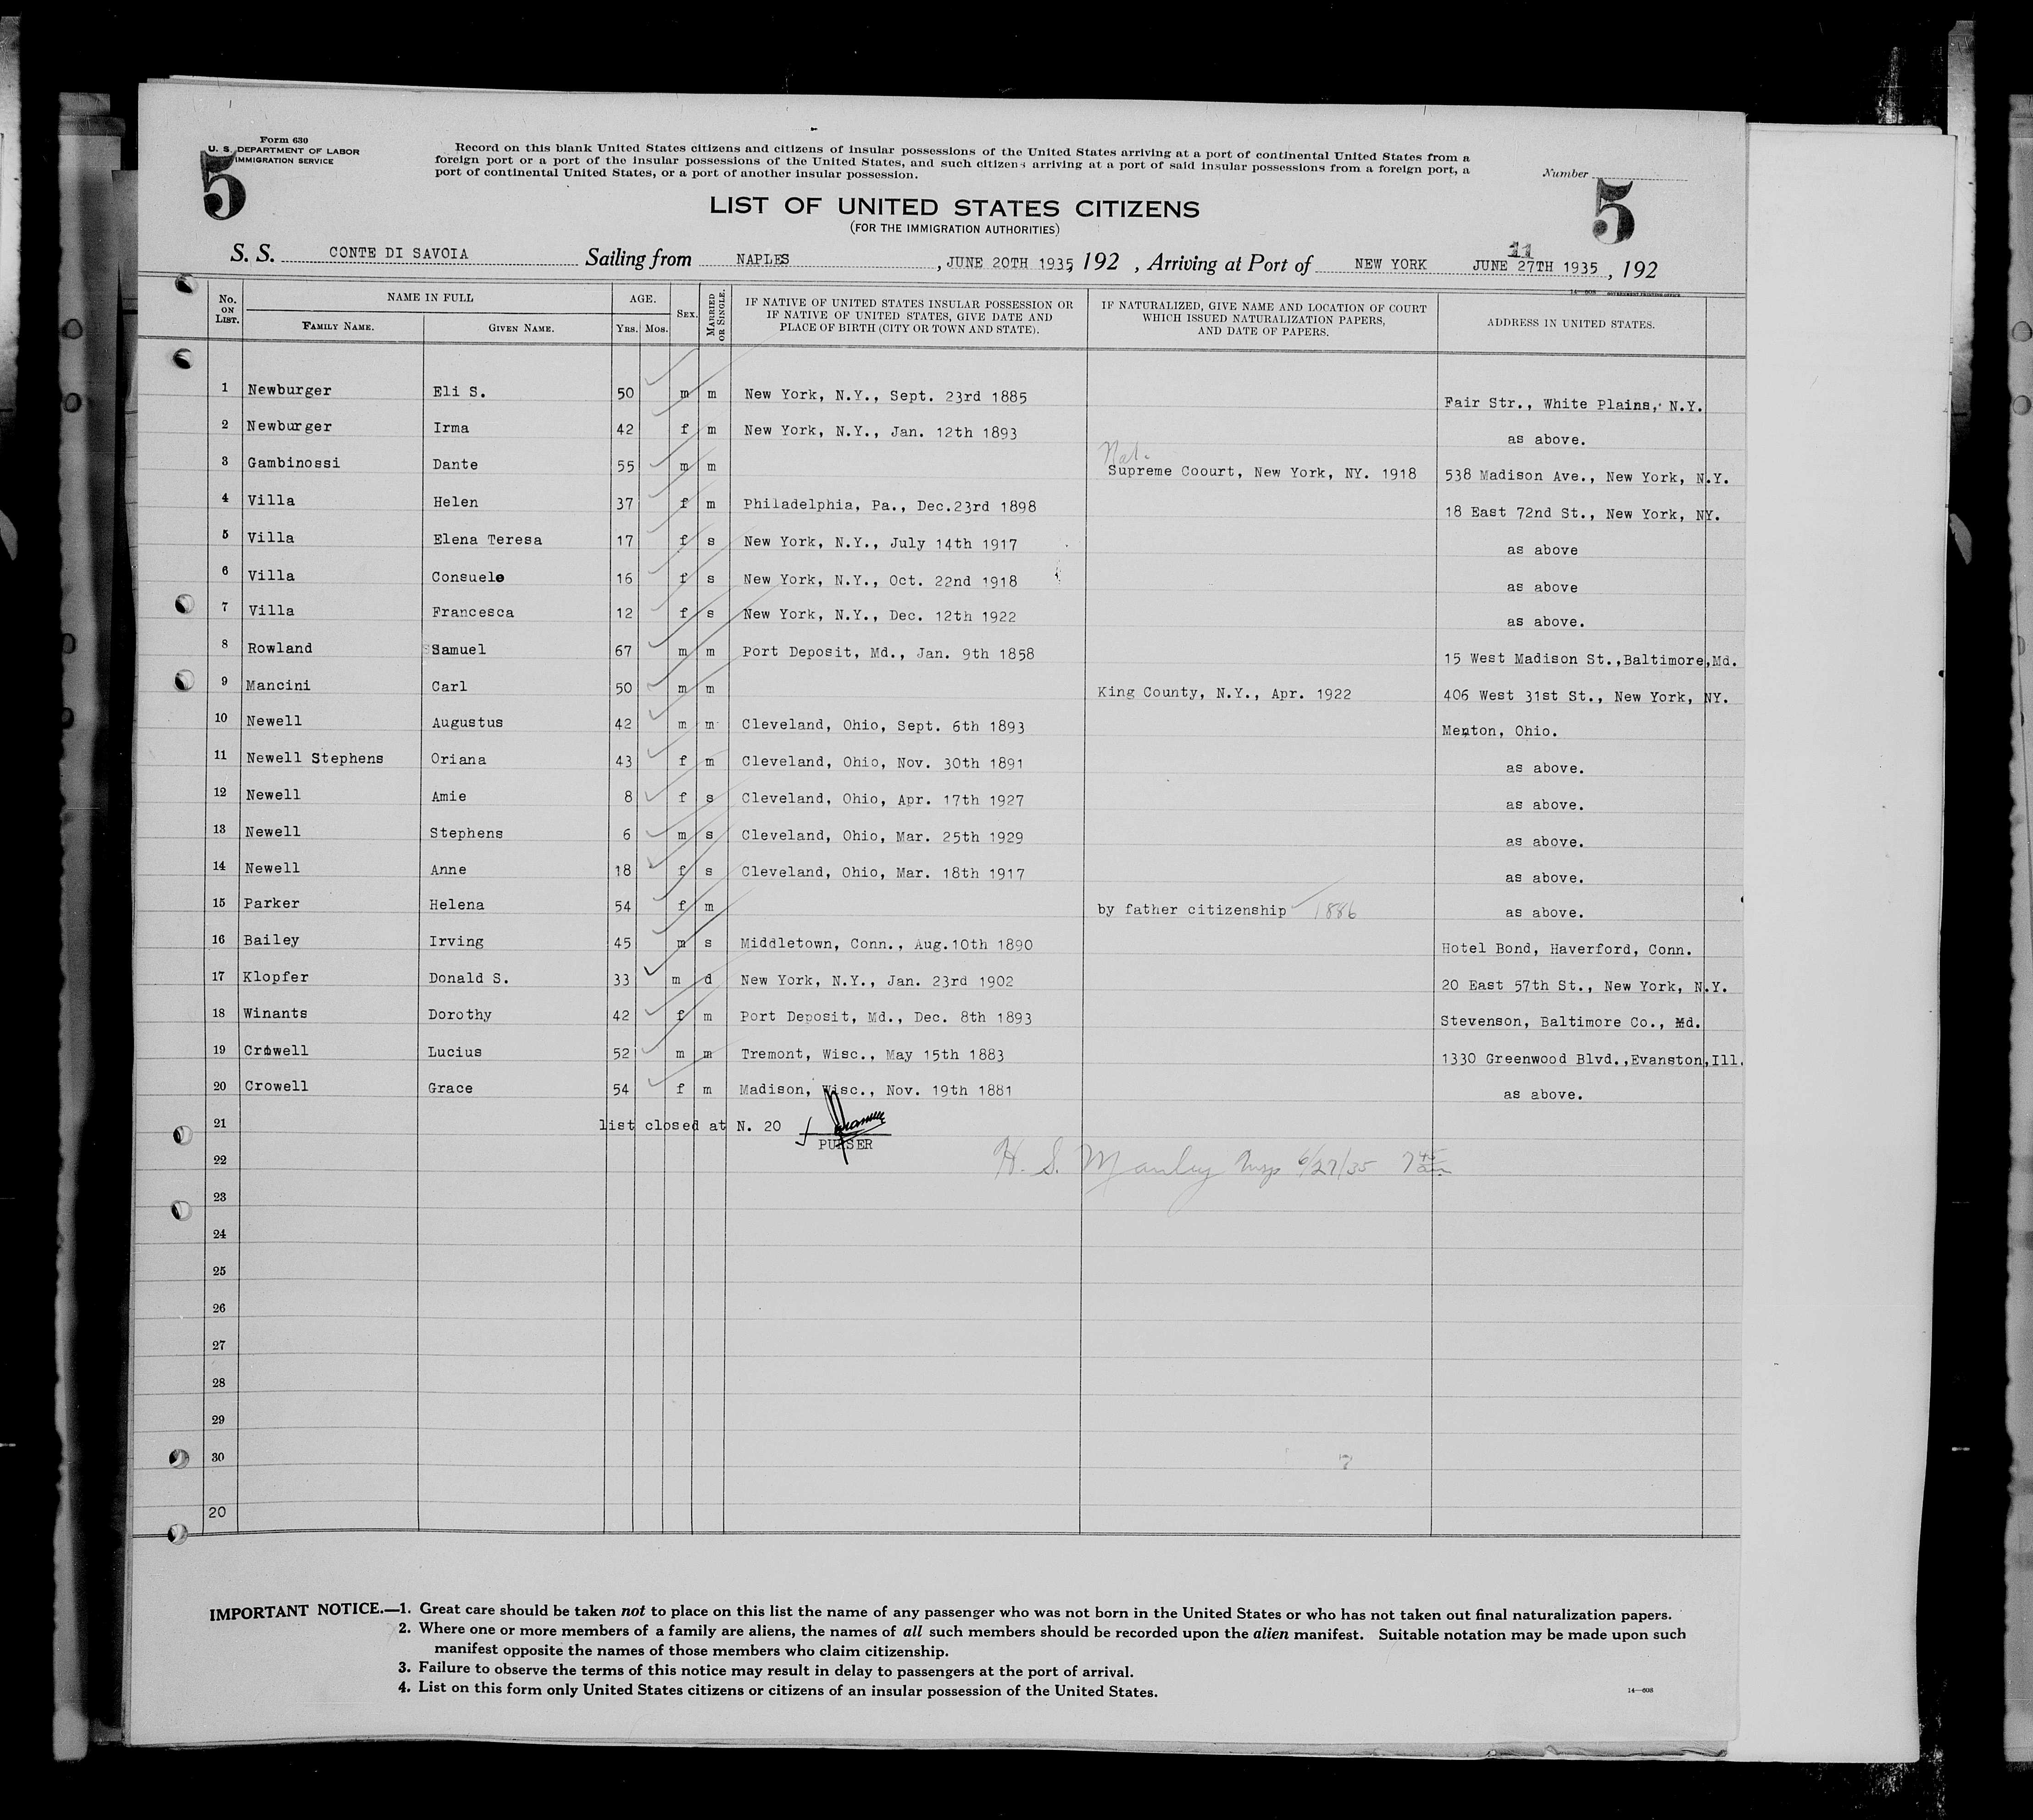 Form 630
U. S. DEPARTMENT OF LABOR
IMMIGRATION SERVICE
5
Record on this blank United States citizens and citizens of insular possessions of the United States arriving at a port of continental United States from a
foreign port or a port of the insular possessions of the United States, and such citizens arriving at a port of said insular possessions from a foreign port, a
port of continental United States, or a port of another insular possession.
Number
5
LIST OF UNITED STATES CITIZENS
(FOR THE IMMIGRATION AUTHORITIES)
S. S. CONTE DI SAVOIA Sailing from NAPLES , JUNE 20TH 1935, 192 , Arriving at Port of NEW YORK JUNE 27TH 1935 , 192
11
14—608 GOVERNMENT PRINTING OFFICE
No. ON LIST. NAME IN FULL AGE. SEX. MARRIED OR SINGLE. IF NATIVE OF UNITED STATES INSULAR POSSESSION OR IF NATIVE OF UNITED STATES, GIVE DATE AND PLACE OF BIRTH (CITY OR TOWN AND STATE). IF NATURALIZED, GIVE NAME AND LOCATION OF COURT WHICH ISSUED NATURALIZATION PAPERS, AND DATE OF PAPERS. ADDRESS IN UNITED STATES.
FAMILY NAME. GIVEN NAME. YRS. MOS.
1 Newburger Eli S. 50 m m New York, N.Y., Sept. 23rd 1885 Fair Str., White Plains, N.Y.
2 Newburger Irma 42 f m New York, N.Y., Jan. 12th 1893 as above.
Nat.
3 Gambinossi Dante 55 m m Supreme Coourt, New York, NY. 1918 538 Madison Ave., New York, N.Y.
4 Villa Helen 37 f m Philadelphia, Pa., Dec.23rd 1898 18 East 72nd St., New York, NY.
5 Villa Elena Teresa 17 f s New York, N.Y., July 14th 1917 as above
6 Villa Consuelo 16 f s New York, N.Y., Oct. 22nd 1918 as above
7 Villa Francesca 12 f s New York, N.Y., Dec. 12th 1922 as above.
8 Rowland Samuel 67 m m Port Deposit, Md., Jan. 9th 1858 15 West Madison St.,Baltimore,Md.
9 Mancini Carl 50 m m King County, N.Y., Apr. 1922 406 West 31st St., New York, NY.
10 Newell Augustus 42 m m Cleveland, Ohio, Sept. 6th 1893 Menton, Ohio.
11 Newell Stephens Oriana 43 f m Cleveland, Ohio, Nov. 30th 1891 as above.
12 Newell Amie 8 f s Cleveland, Ohio, Apr. 17th 1927 as above.
13 Newell Stephens 6 m s Cleveland, Ohio, Mar. 25th 1929 as above.
14 Newell Anne 18 f s Cleveland, Ohio, Mar. 18th 1917 as above.
15 Parker Helena 54 f m by father citizenship 1886 as above.
16 Bailey Irving 45 m s Middletown, Conn., Aug.10th 1890 Hotel Bond, Haverford, Conn.
17 Klopfer Donald S. 33 m d New York, N.Y., Jan. 23rd 1902 20 East 57th St., New York, N.Y.
18 Winants Dorothy 42 f m Port Deposit, Md., Dec. 8th 1893 Stevenson, Baltimore Co., Md.
19 Crowell Lucius 52 m m Tremont, Wisc., May 15th 1883 1330 Greenwood Blvd.,Evanston,Ill.
20 Crowell Grace 54 f m Madison, Wisc., Nov. 19th 1881 as above.
21 list closed at N. 20
PURSER
22 H. S. Manley Insp 6/27/35 7 45 am
23
24
25
26
27
28
29
30
20
IMPORTANT NOTICE.—1. Great care should be taken not to place on this list the name of any passenger who was not born in the United States or who has not taken out final naturalization papers.
2. Where one or more members of a family are aliens, the names of all such members should be recorded upon the alien manifest. Suitable notation may be made upon such
manifest opposite the names of those members who claim citizenship.
3. Failure to observe the terms of this notice may result in delay to passengers at the port of arrival.
4. List on this form only United States citizens or citizens of an insular possession of the United States.
14—608